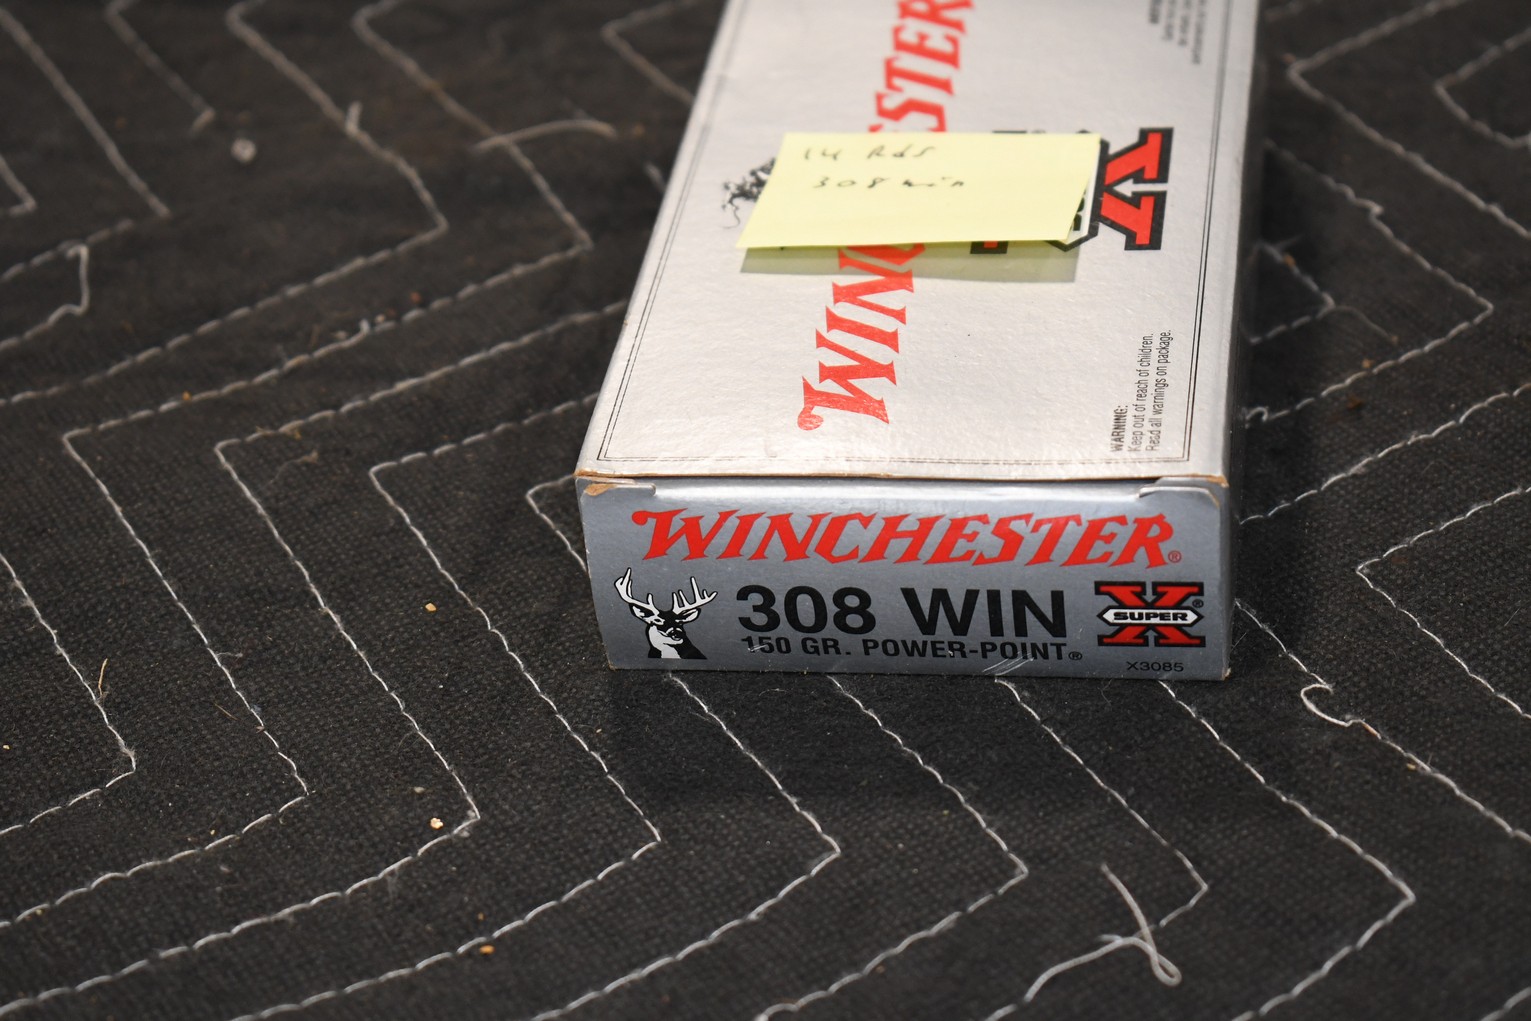 WINCHESTER
14 Rds
308 win
X
WARNING:
Keep out of reach of children.
Read all warnings on package.
WINCHESTER®
308 WIN
150 GR. POWER-POINT®
X SUPER ®
X3085